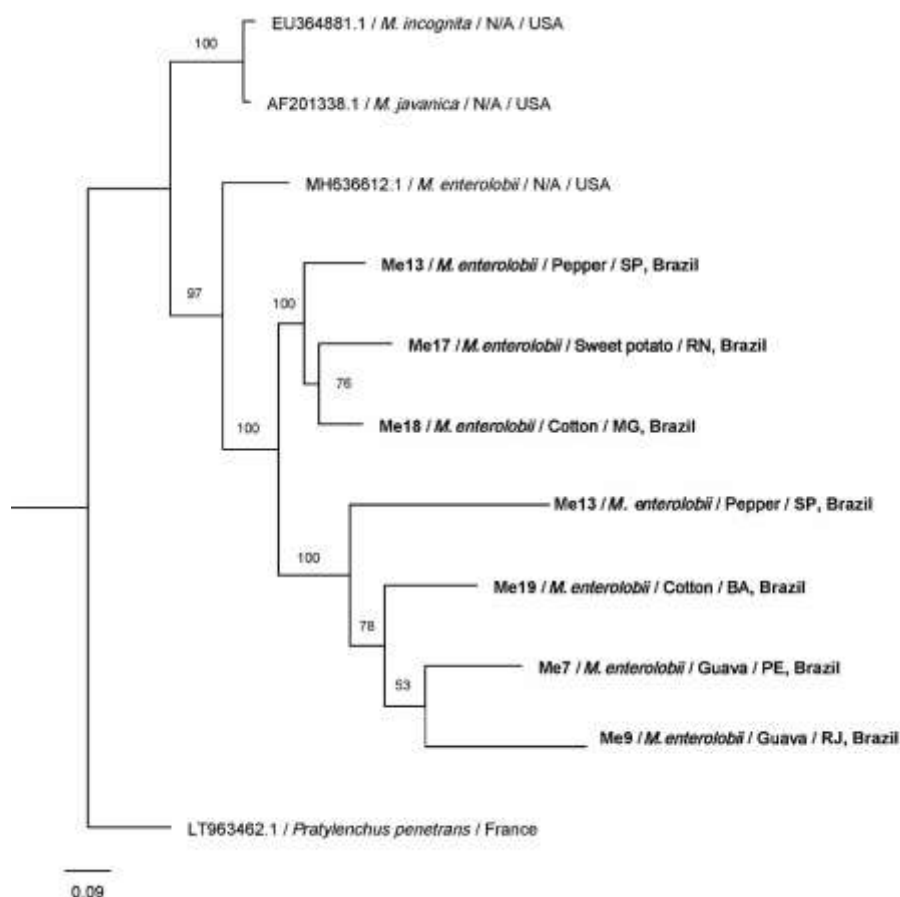 EU364881.1 / M. incognita / N/A / USA
100
AF201338.1 / M. javanica / N/A / USA
MH636612.1 / M. enterolobii / N/A / USA
Me13 / M. enterolobii / Pepper / SP, Brazil
97
100
Me17 / M. enterolobii / Sweet potato / RN, Brazil
76
Me18 / M. enterolobii / Cotton / MG, Brazil
100
Me13 / M. enterolobii / Pepper / SP, Brazil
100
Me19 / M. enterolobii / Cotton / BA, Brazil
78
Me7 / M. enterolobii / Guava / PE, Brazil
53
Me9 / M. enterolobii / Guava / RJ, Brazil
LT963462.1 / Pratylenchus penetrans / France
0.09